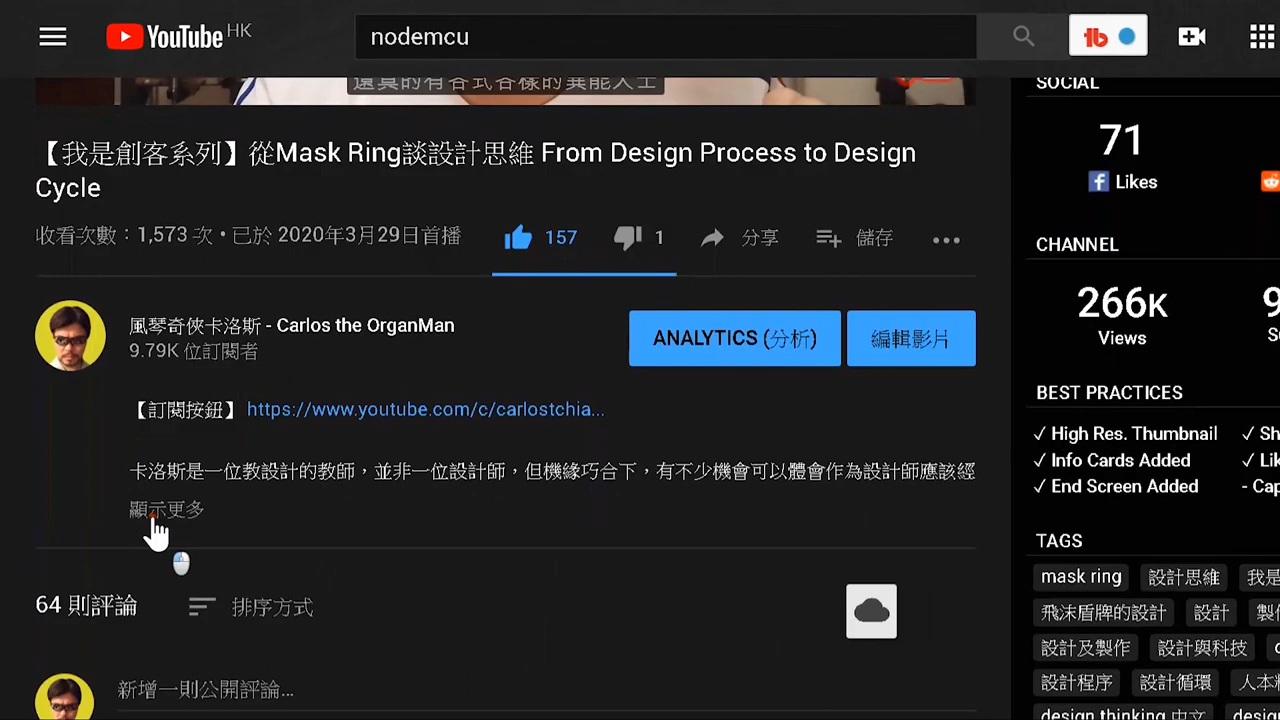 YouTube HK
nodemcu
還真的有各式各樣的異能人士
【我是創客系列】從Mask Ring談設計思維 From Design Process to Design
Cycle
收看次數：1,573 次・已於 2020年3月29日首播
157
1
分享
儲存
風琴奇俠卡洛斯 - Carlos the OrganMan
9.79K 位訂閱者
ANALYTICS (分析)
編輯影片
【訂閱按鈕】 https://www.youtube.com/c/carlostchia...
卡洛斯是一位教設計的教師，並非一位設計師，但機緣巧合下，有不少機會可以體會作為設計師應該經
顯示更多
64 則評論
排序方式
新增一則公開評論...
SOCIAL
71
Likes
CHANNEL
266K
9
Views
S
BEST PRACTICES
✓ High Res. Thumbnail
✓ Sh
✓ Info Cards Added
✓ Lik
✓ End Screen Added
- Cap
TAGS
mask ring
設計思維
我是
飛沫盾牌的設計
設計
製作
設計及製作
設計與科技
設計程序
設計循環
人本
design thinking 中文
desig